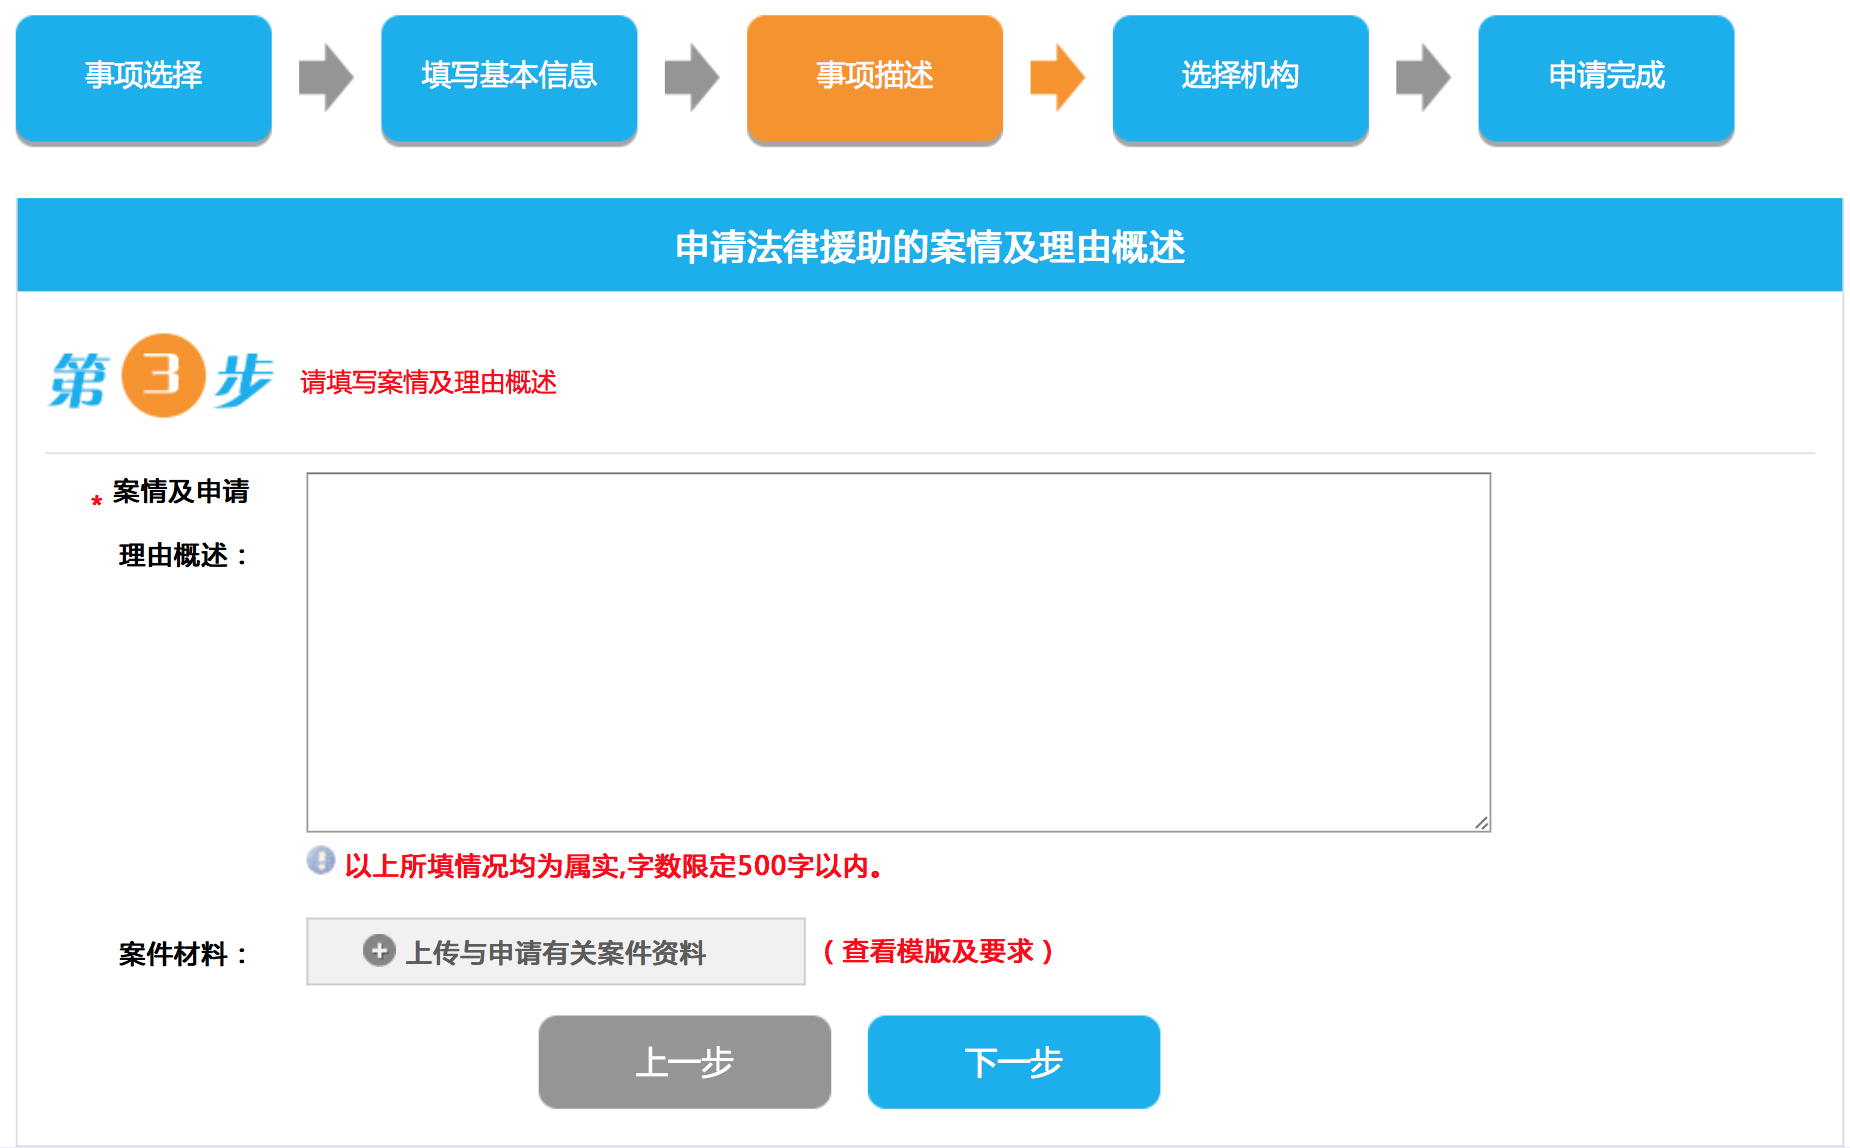 事项选择
填写基本信息
事项描述
选择机构
申请完成
申请法律援助的案情及理由概述
第3步 请填写案情及理由概述
* 案情及申请
理由概述：
以上所填情况均为属实,字数限定500字以内。
案件材料： 上传与申请有关案件资料 （查看模版及要求）
上一步 下一步